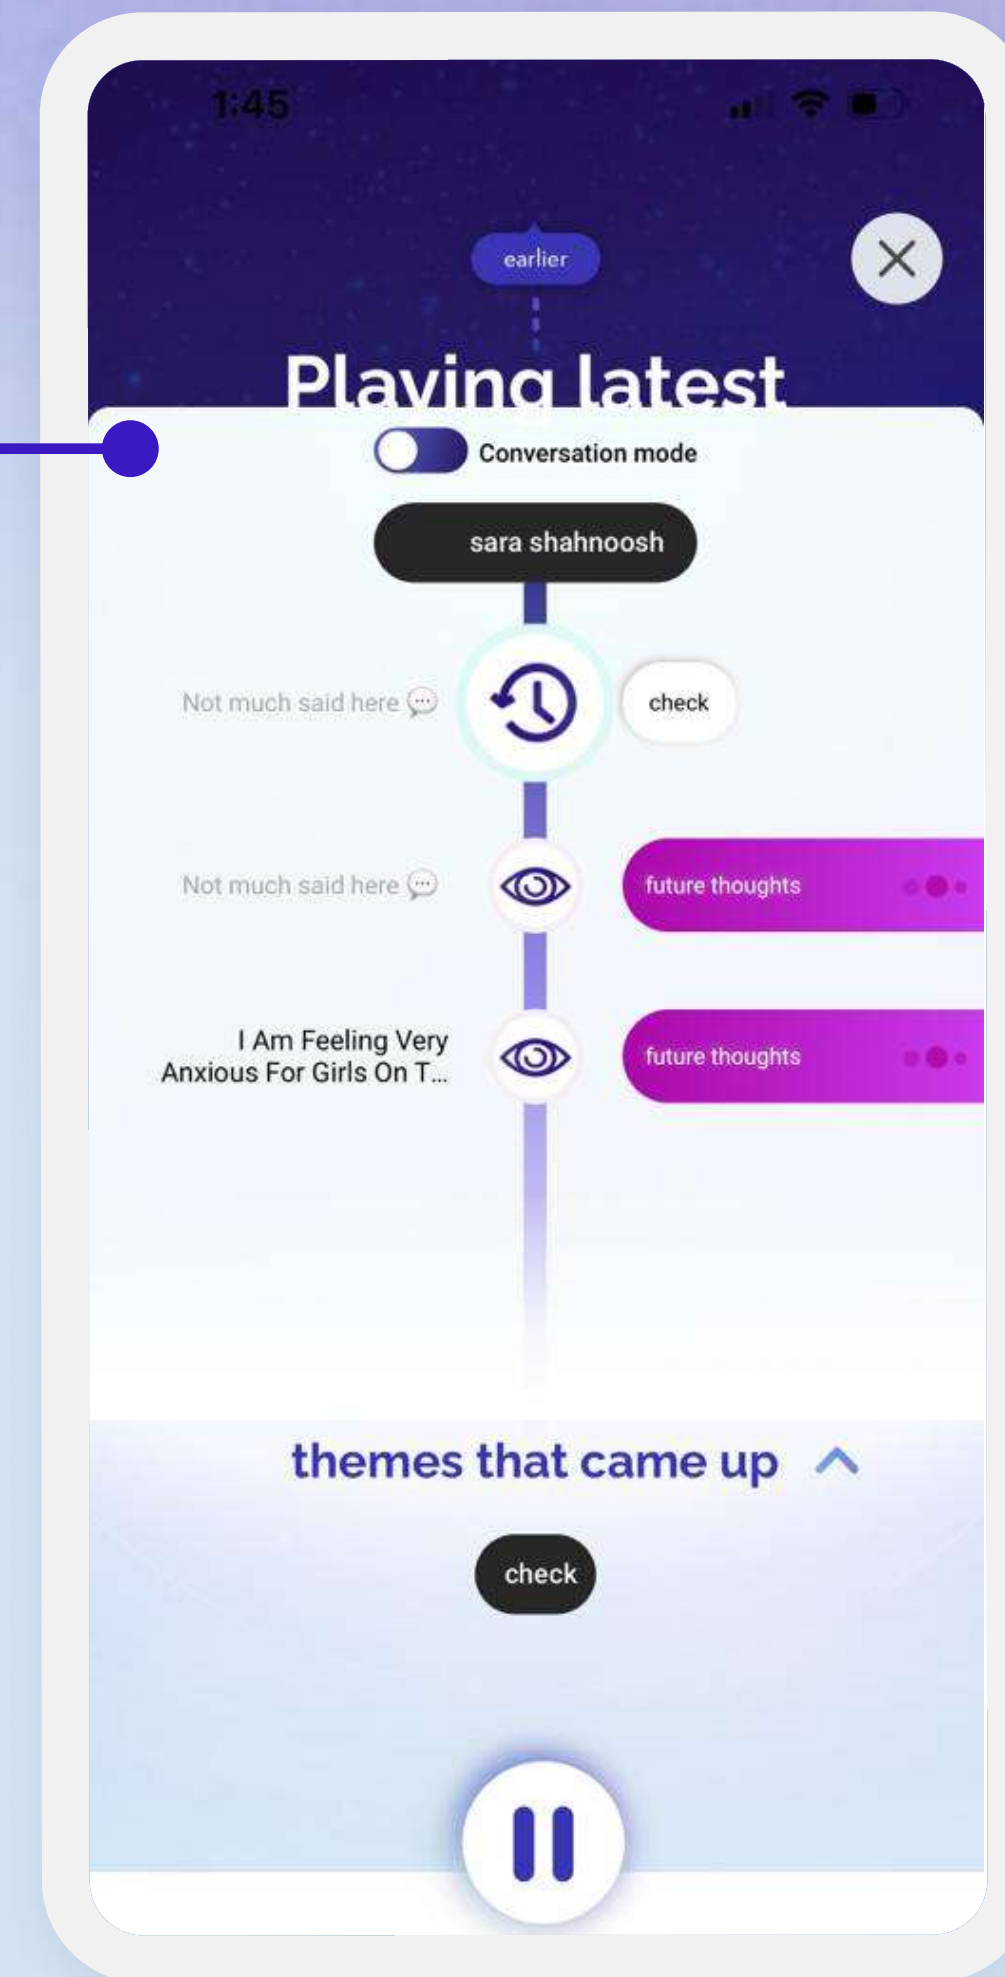 1:45
earlier
Playing latest
Conversation mode
sara shahnoosh
Not much said here 💬
check
Not much said here 💬
future thoughts
I Am Feeling Very
Anxious For Girls On T...
future thoughts
themes that came up
check